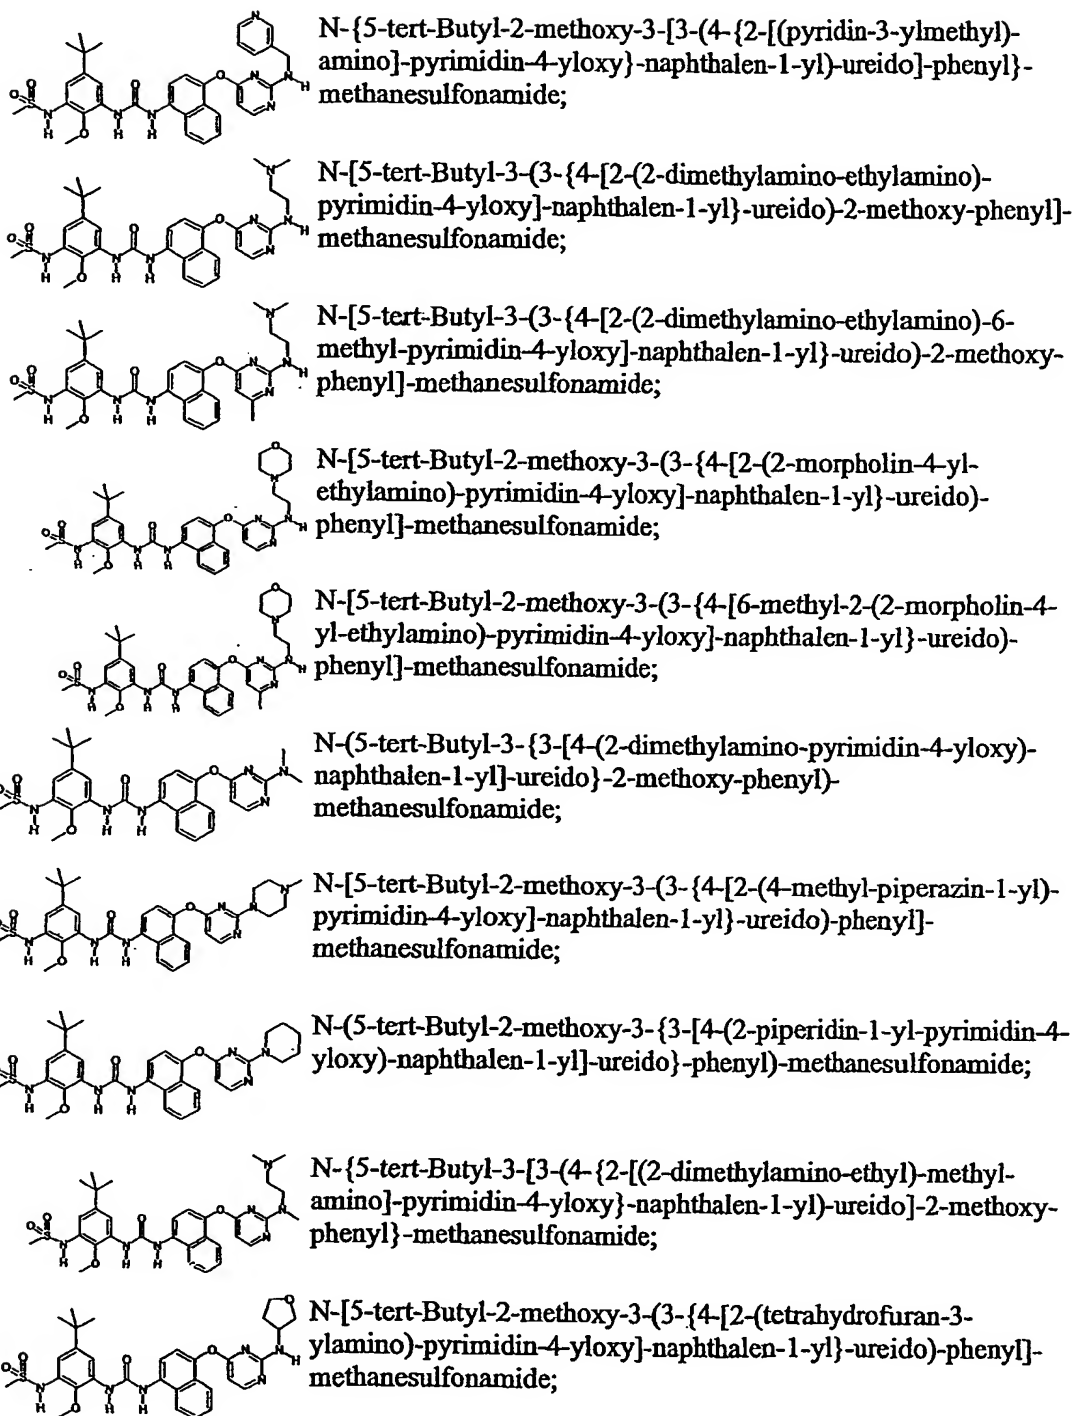 N-{5-tert-Butyl-2-methoxy-3-[3-(4-{2-[(pyridin-3-ylmethyl)-
amino]-pyrimidin-4-yloxy}-naphthalen-1-yl)-ureido]-phenyl}-
methanesulfonamide;
N-[5-tert-Butyl-3-(3-{4-[2-(2-dimethylamino-ethylamino)-
pyrimidin-4-yloxy]-naphthalen-1-yl}-ureido)-2-methoxy-phenyl]-
methanesulfonamide;
N-[5-tert-Butyl-3-(3-{4-[2-(2-dimethylamino-ethylamino)-6-
methyl-pyrimidin-4-yloxy]-naphthalen-1-yl}-ureido)-2-methoxy-
phenyl]-methanesulfonamide;
N-[5-tert-Butyl-2-methoxy-3-(3-{4-[2-(2-morpholin-4-yl-
ethylamino)-pyrimidin-4-yloxy]-naphthalen-1-yl}-ureido)-
phenyl]-methanesulfonamide;
N-[5-tert-Butyl-2-methoxy-3-(3-{4-[6-methyl-2-(2-morpholin-4-
yl-ethylamino)-pyrimidin-4-yloxy]-naphthalen-1-yl}-ureido)-
phenyl]-methanesulfonamide;
N-(5-tert-Butyl-3-{3-[4-(2-dimethylamino-pyrimidin-4-yloxy)-
naphthalen-1-yl]-ureido}-2-methoxy-phenyl)-
methanesulfonamide;
N-[5-tert-Butyl-2-methoxy-3-(3-{4-[2-(4-methyl-piperazin-1-yl)-
pyrimidin-4-yloxy]-naphthalen-1-yl}-ureido)-phenyl]-
methanesulfonamide;
N-(5-tert-Butyl-2-methoxy-3-{3-[4-(2-piperidin-1-yl-pyrimidin-4-
yloxy)-naphthalen-1-yl]-ureido}-phenyl)-methanesulfonamide;
N-{5-tert-Butyl-3-[3-(4-{2-[(2-dimethylamino-ethyl)-methyl-
amino]-pyrimidin-4-yloxy}-naphthalen-1-yl)-ureido]-2-methoxy-
phenyl}-methanesulfonamide;
N-[5-tert-Butyl-2-methoxy-3-(3-{4-[2-(tetrahydrofuran-3-
ylamino)-pyrimidin-4-yloxy]-naphthalen-1-yl}-ureido)-phenyl]-
methanesulfonamide;